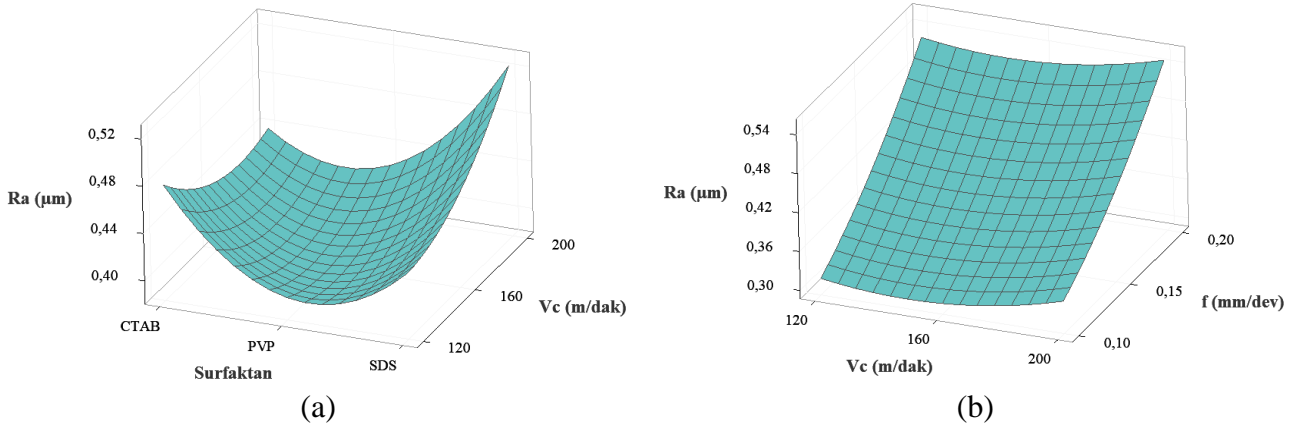 0,52
0,48
Ra (µm)
0,44
0,40
CTAB
PVP
SDS
Surfaktan
120
160
200
Vc (m/dak)
(a)
0,54
0,48
Ra (µm)
0,42
0,36
0,30
120
160
200
Vc (m/dak)
0,10
0,15
0,20
f (mm/dev)
(b)